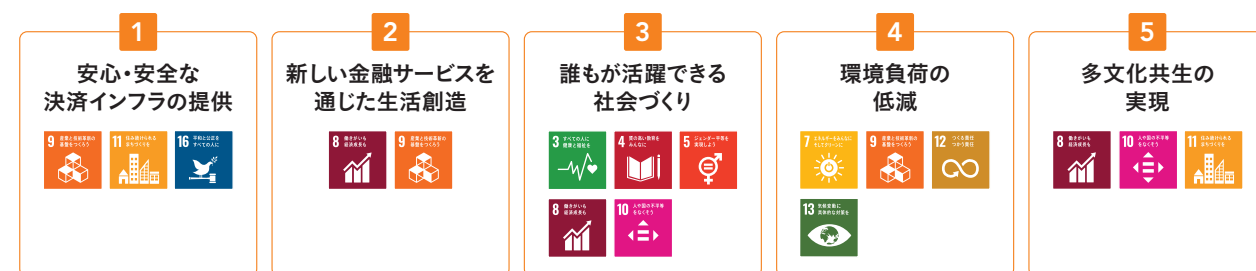 1
安心・安全な
決済インフラの提供
9 産業と技術革新の
基盤をつくろう
11 住み続けられる
まちづくりを
16 平和と公正を
すべての人に
2
新しい金融サービスを
通じた生活創造
8 働きがいも
経済成長も
9 産業と技術革新の
基盤をつくろう
3
誰もが活躍できる
社会づくり
3 すべての人に
健康と福祉を
4 質の高い教育を
みんなに
5 ジェンダー平等を
実現しよう
8 働きがいも
経済成長も
10 人や国の不平等
をなくそう
4
環境負荷の
低減
7 エネルギーをみんなに
そしてクリーンに
9 産業と技術革新の
基盤をつくろう
12 つくる責任
つかう責任
13 気候変動に
具体的な対策を
5
多文化共生の
実現
8 働きがいも
経済成長も
10 人や国の不平等
をなくそう
11 住み続けられる
まちづくりを